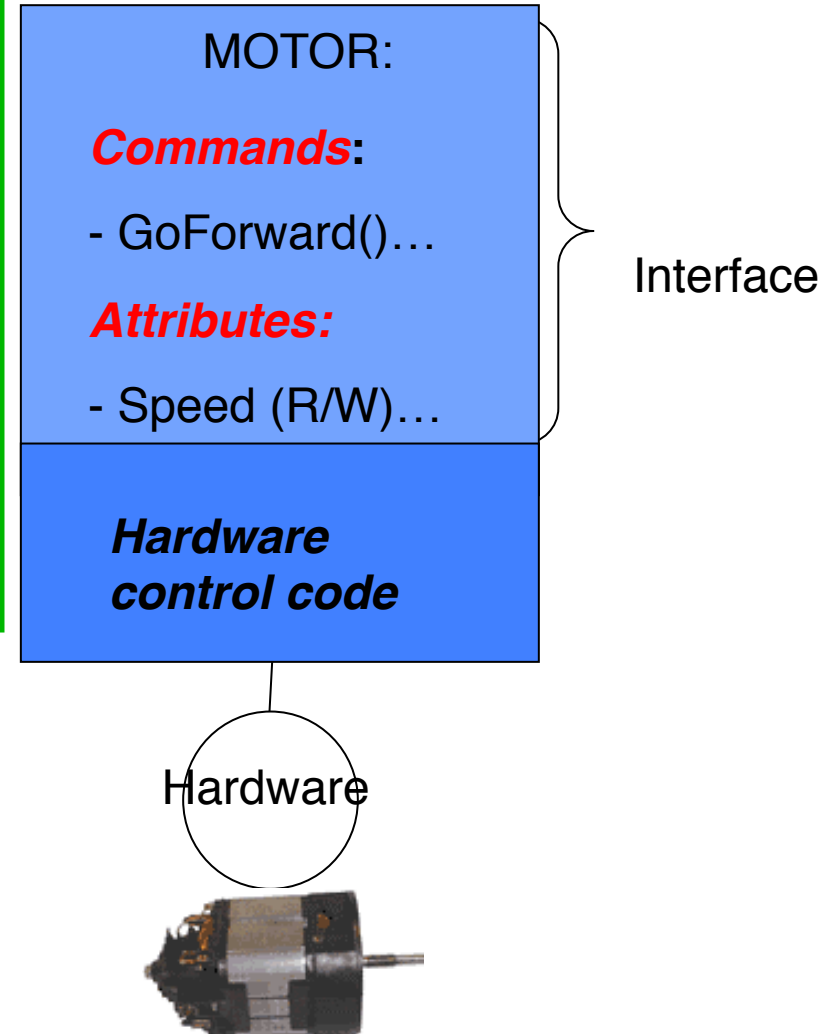 MOTOR:
Commands:
- GoForward()…
Attributes:
- Speed (R/W)…
Interface
Hardware
control code
Hardware